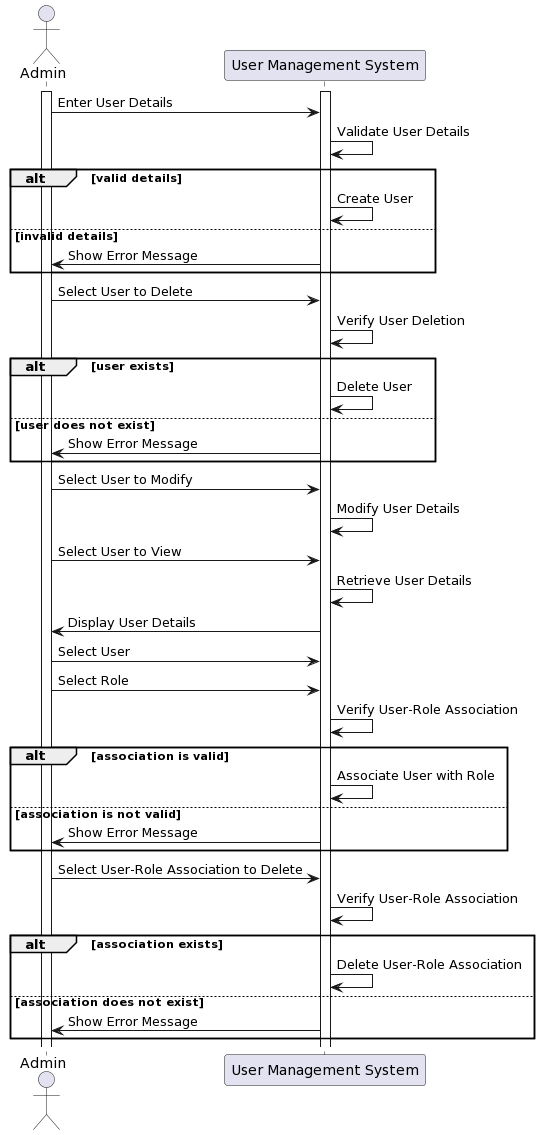 Admin
User Management System
Enter User Details
Validate User Details
alt [valid details]
Create User
[invalid details]
Show Error Message
Select User to Delete
Verify User Deletion
alt [user exists]
Delete User
[user does not exist]
Show Error Message
Select User to Modify
Modify User Details
Select User to View
Retrieve User Details
Display User Details
Select User
Select Role
Verify User-Role Association
alt [association is valid]
Associate User with Role
[association is not valid]
Show Error Message
Select User-Role Association to Delete
Verify User-Role Association
alt [association exists]
Delete User-Role Association
[association does not exist]
Show Error Message
Admin
User Management System